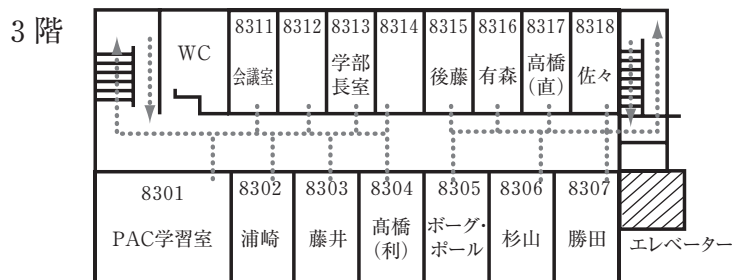 3 階
WC
8311
会議室
8312
8313
学部
長室
8314
8315
後藤
8316
有森
8317
高橋
(直)
8318
佐々
8301
PAC学習室
8302
浦崎
8303
藤井
8304
髙橋
(利)
8305
ボーグ・
ポール
8306
杉山
8307
勝田
エレベーター